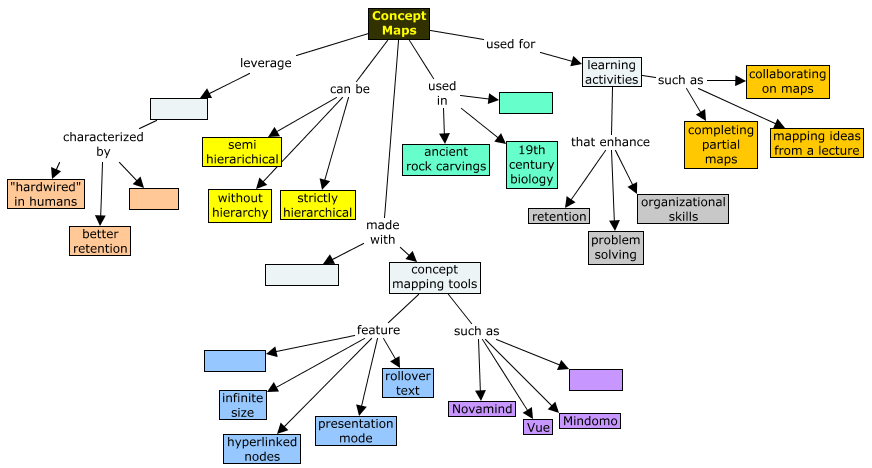 Concept
Maps
leverage
can be
used
in
used for
learning
activities
such as
collaborating
on maps
completing
partial
maps
mapping ideas
from a lecture
characterized
by
"hardwired"
in humans
better
retention
semi
hierarichical
without
hierarchy
strictly
hierarchical
ancient
rock carvings
19th
century
biology
that enhance
retention
problem
solving
organizational
skills
made
with
concept
mapping tools
feature
such as
infinite
size
hyperlinked
nodes
presentation
mode
rollover
text
Novamind
Vue
Mindomo